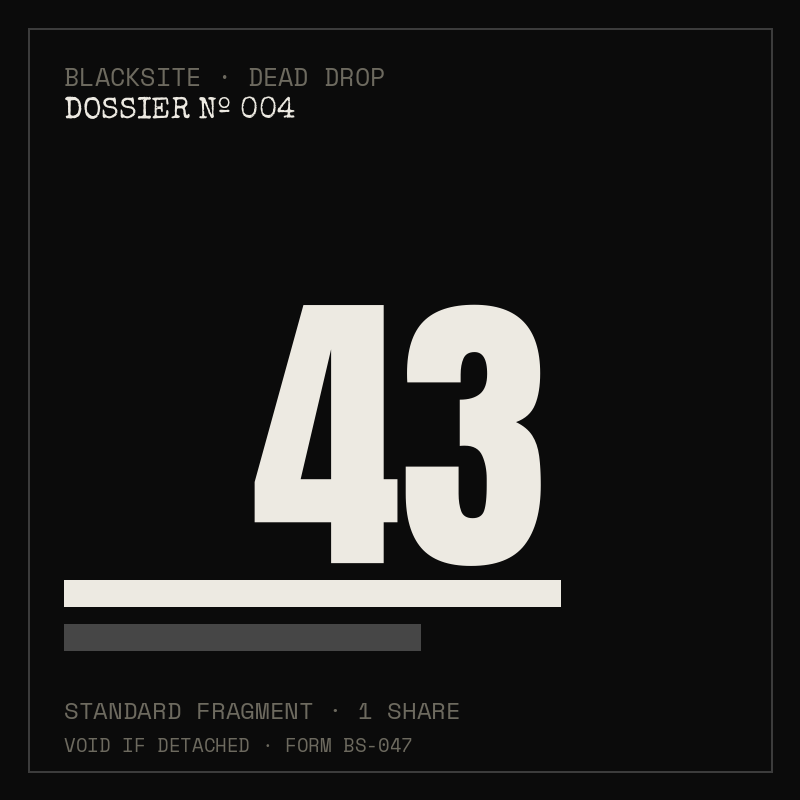 BLACKSITE · DEAD DROP
DOSSIER Nº 004
43
STANDARD FRAGMENT · 1 SHARE
VOID IF DETACHED · FORM BS-047